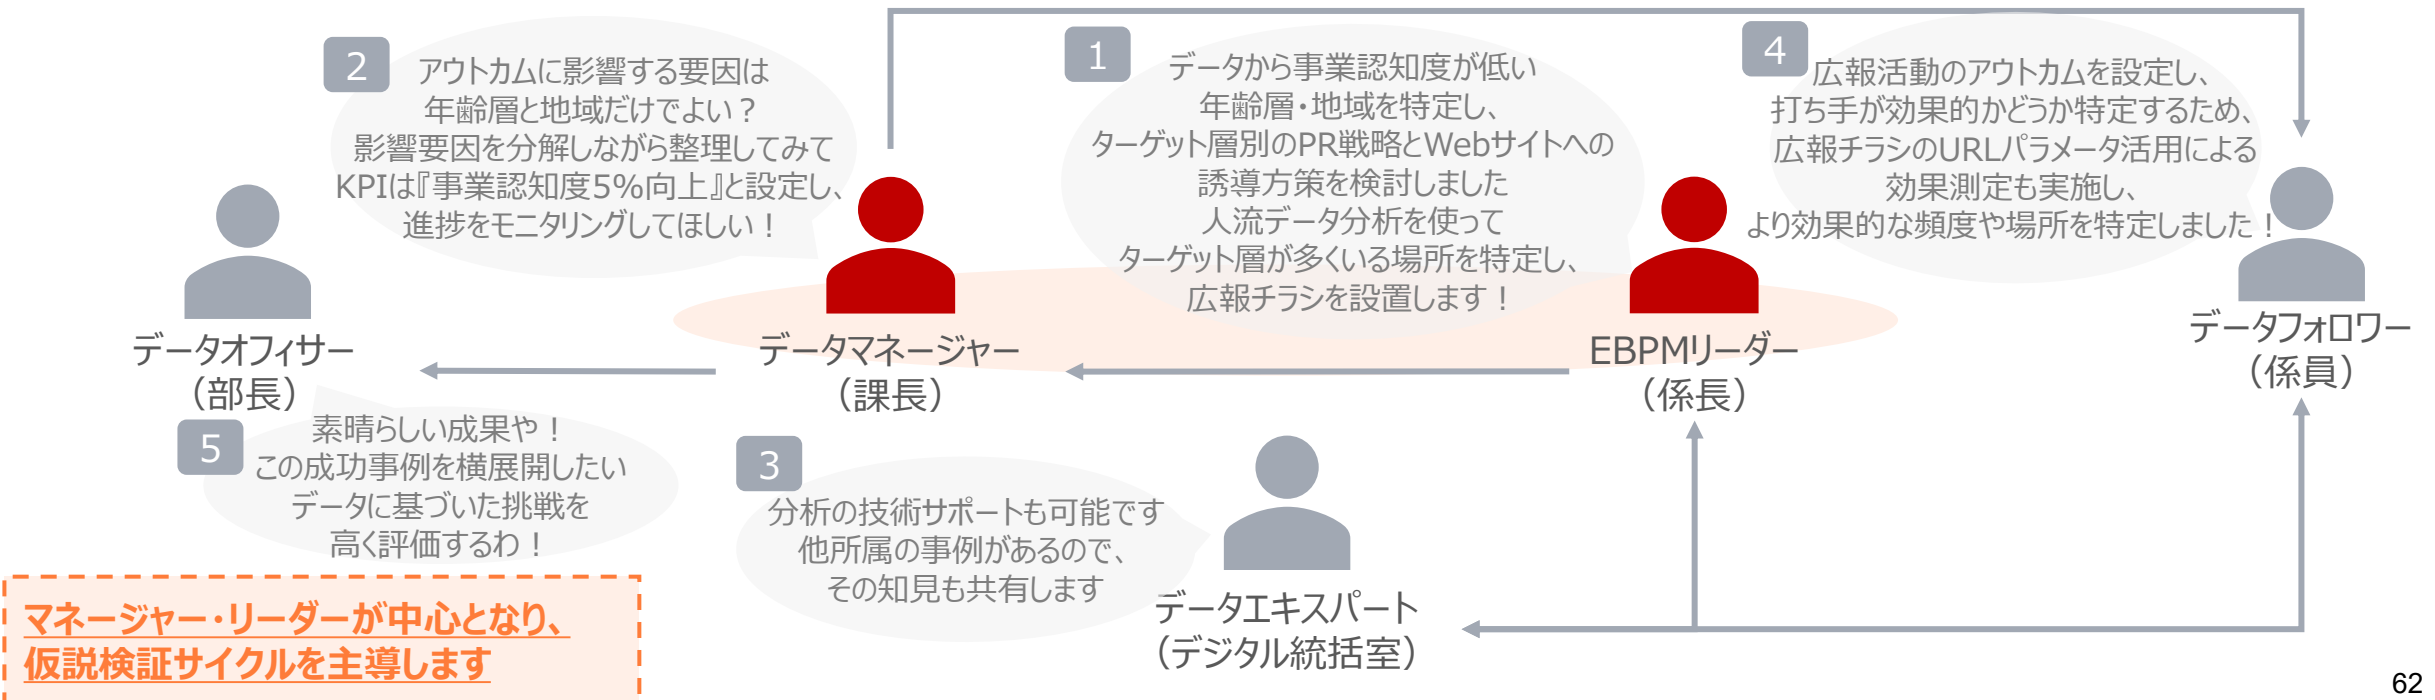 1
データから事業認知度が低い
年齢層・地域を特定し、
ターゲット層別のPR戦略とWebサイトへの
誘導方策を検討しました
人流データ分析を使って
ターゲット層が多くいる場所を特定し、
広報チラシを設置します！
2
アウトカムに影響する要因は
年齢層と地域だけでよい？
影響要因を分解しながら整理してみて
KPIは『事業認知度5%向上』と設定し、
進捗をモニタリングしてほしい！
4
広報活動のアウトカムを設定し、
打ち手が効果的かどうか特定するため、
広報チラシのURLパラメータ活用による
効果測定も実施し、
より効果的な頻度や場所を特定しました！
データオフィサー
（部長）
データマネージャー
（課長）
EBPMリーダー
（係長）
データフォロワー
（係員）
5
素晴らしい成果や！
この成功事例を横展開したい
データに基づいた挑戦を
高く評価するわ！
3
分析の技術サポートも可能です
他所属の事例があるので、
その知見も共有します
データエキスパート
（デジタル統括室）
マネージャー・リーダーが中心となり、
仮説検証サイクルを主導します
62